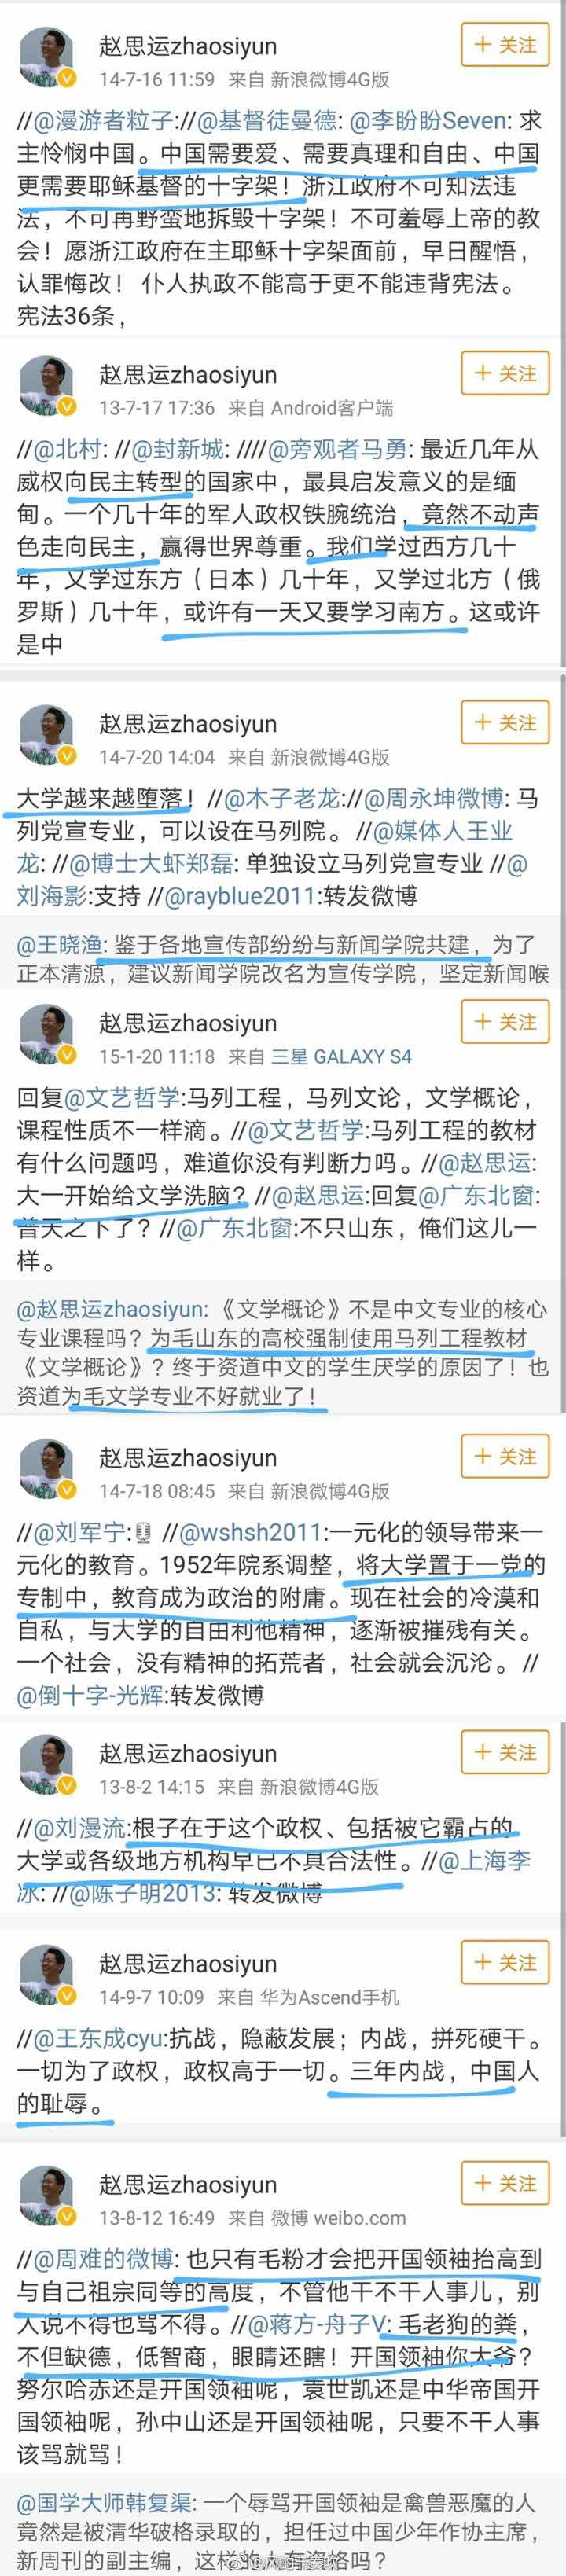 赵思运zhaosiyun
+ 关注
14-7-16 11:59 来自 新浪微博4G版
//@漫游者粒子://@基督徒曼德: @李盼盼Seven: 求
主怜悯中国。中国需要爱、需要真理和自由、中国
更需要耶稣基督的十字架！浙江政府不可知法违
法，不可再野蛮地拆毁十字架！不可羞辱上帝的教
会！愿浙江政府在主耶稣十字架面前，早日醒悟，
认罪悔改！ 仆人执政不能高于更不能违背宪法。
宪法36条，
赵思运zhaosiyun
+ 关注
13-7-17 17:36 来自 Android客户端
//@北村: //@封新城: ////@旁观者马勇: 最近几年从
威权向民主转型的国家中，最具启发意义的是缅
甸。一个几十年的军人政权铁腕统治，竟然不动声
色走向民主，赢得世界尊重。我们学过西方几十
年，又学过东方（日本）几十年，又学过北方（俄
罗斯）几十年，或许有一天又要学习南方。这或许
是中
赵思运zhaosiyun
+ 关注
14-7-20 14:04 来自 新浪微博4G版
大学越来越堕落！//@木子老龙://@周永坤微博: 马
列党宣专业，可以设在马列院。 //@媒体人王业
龙: //@博士大虾郑磊: 单独设立马列党宣专业 //@
刘海影:支持 //@rayblue2011:转发微博
@王晓渔: 鉴于各地宣传部纷纷与新闻学院共建，为了
正本清源，建议新闻学院改名为宣传学院，坚定新闻喉
赵思运zhaosiyun
+ 关注
15-1-20 11:18 来自 三星 GALAXY S4
回复@文艺哲学:马列工程，马列文论，文学概论，
课程性质不一样滴。//@文艺哲学:马列工程的教材
有什么问题吗，难道你没有判断力吗。//@赵思运:
大一开始给文学洗脑？//@赵思运:回复@广东北窗:
普天之下了？//@广东北窗:不只山东，俺们这儿一
样。
@赵思运zhaosiyun: 《文学概论》不是中文专业的核心
专业课程吗？为毛山东的高校强制使用马列工程教材
《文学概论》？终于资道中文的学生厌学的原因了！也
资道为毛文学专业不好就业了！
赵思运zhaosiyun
+ 关注
14-7-18 08:45 来自 新浪微博4G版
//@刘军宁: //@wshsh2011:一元化的领导带来一
元化的教育。1952年院系调整，将大学置于一党的
专制中，教育成为政治的附庸。现在社会的冷漠和
自私，与大学的自由利他精神，逐渐被摧残有关。
一个社会，没有精神的拓荒者，社会就会沉沦。//
@倒十字-光辉:转发微博
赵思运zhaosiyun
+ 关注
13-8-2 14:15 来自 新浪微博4G版
//@刘漫流:根子在于这个政权、包括被它霸占的
大学或各级地方机构早已不具合法性。//@上海李
冰: //@陈子明2013: 转发微博
赵思运zhaosiyun
+ 关注
14-9-7 10:09 来自 华为Ascend手机
//@王东成cyu:抗战，隐蔽发展；内战，拼死硬干。
一切为了政权，政权高于一切。三年内战，中国人
的耻辱。
赵思运zhaosiyun
+ 关注
13-8-12 16:49 来自 微博 weibo.com
//@周难的微博: 也只有毛粉才会把开国领袖抬高到
与自己祖宗同等的高度，不管他干不干人事儿，别
人说不得也骂不得。//@蒋方-舟子V: 毛老狗的粪，
不但缺德，低智商，眼睛还瞎！开国领袖你大爷？
努尔哈赤还是开国领袖呢，袁世凯还是中华帝国开
国领袖呢，孙中山还是开国领袖呢，只要不干人事
该骂就骂！
@国学大师韩复渠: 一个辱骂开国领袖是禽兽恶魔的人
竟然是被清华破格录取的，担任过中国少年作协主席，
新周刊的副主编，这样的人有资格吗？